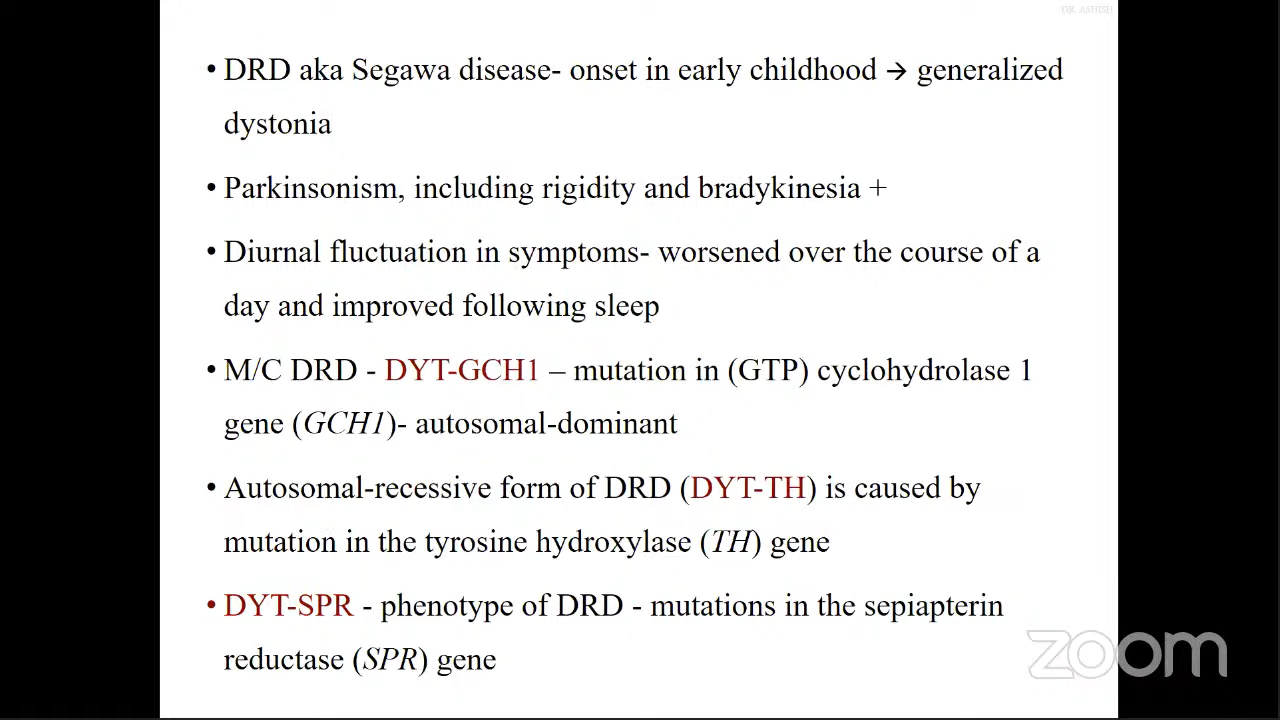 DR. ASHISH
• DRD aka Segawa disease- onset in early childhood → generalized
dystonia
• Parkinsonism, including rigidity and bradykinesia +
• Diurnal fluctuation in symptoms- worsened over the course of a
day and improved following sleep
• M/C DRD - DYT-GCH1 – mutation in (GTP) cyclohydrolase 1
gene (GCH1)- autosomal-dominant
• Autosomal-recessive form of DRD (DYT-TH) is caused by
mutation in the tyrosine hydroxylase (TH) gene
• DYT-SPR - phenotype of DRD - mutations in the sepiapterin
reductase (SPR) gene
zoom